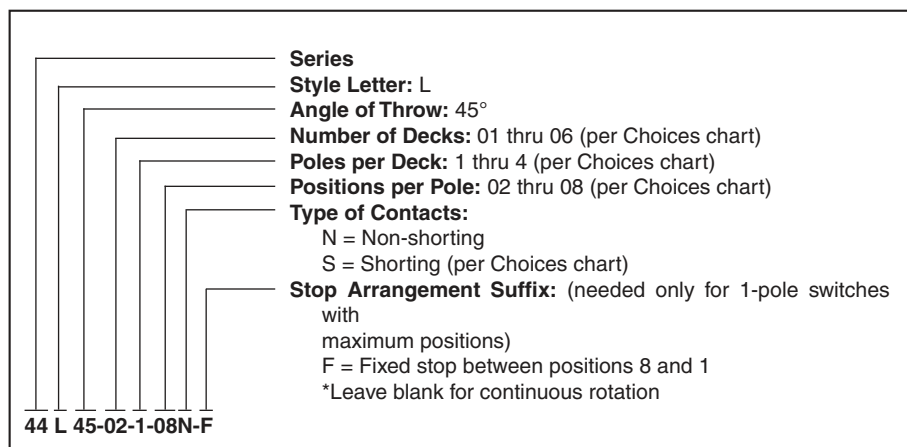 Series
Style Letter: L
Angle of Throw: 45°
Number of Decks: 01 thru 06 (per Choices chart)
Poles per Deck: 1 thru 4 (per Choices chart)
Positions per Pole: 02 thru 08 (per Choices chart)
Type of Contacts:
N = Non-shorting
S = Shorting (per Choices chart)
Stop Arrangement Suffix: (needed only for 1-pole switches
with
maximum positions)
F = Fixed stop between positions 8 and 1
*Leave blank for continuous rotation
44 L 45-02-1-08N-F